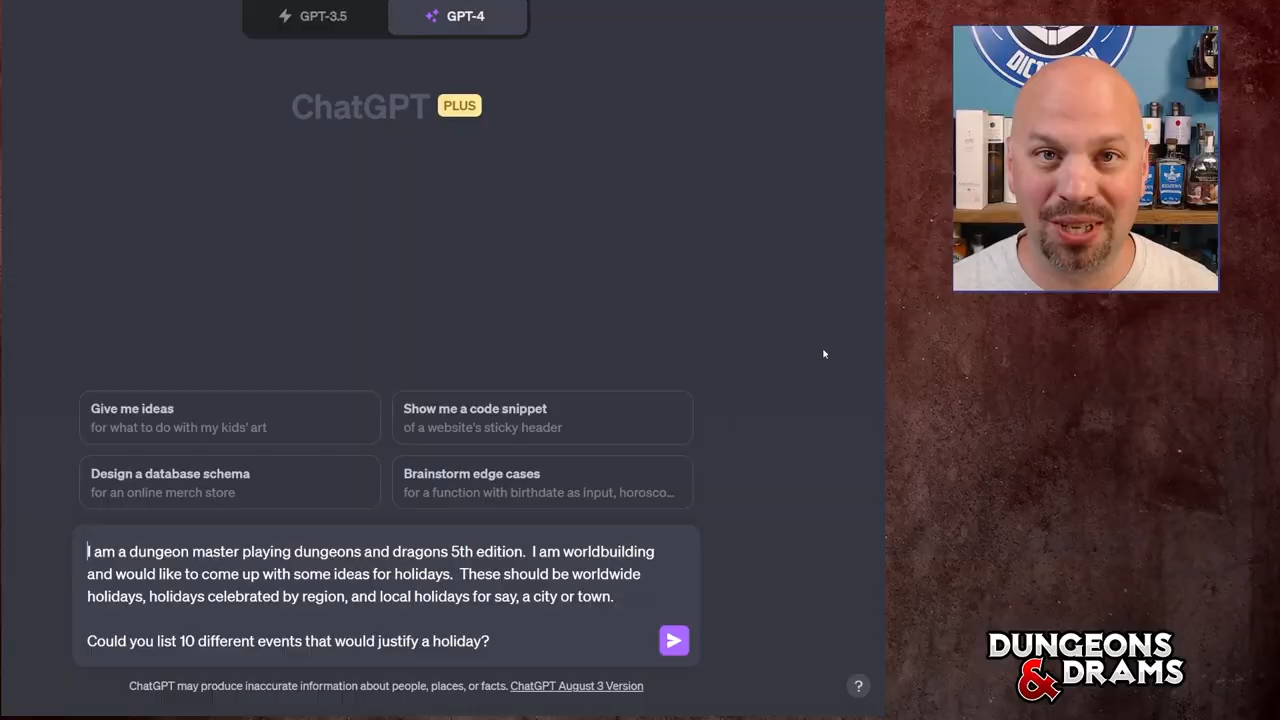 GPT-3.5
GPT-4
ChatGPT PLUS
DICTIONARY
Give me ideas
for what to do with my kids' art
Show me a code snippet
of a website's sticky header
Design a database schema
for an online merch store
Brainstorm edge cases
for a function with birthdate as input, horosco...
I am a dungeon master playing dungeons and dragons 5th edition.  I am worldbuilding
and would like to come up with some ideas for holidays.  These should be worldwide
holidays, holidays celebrated by region, and local holidays for say, a city or town.
Could you list 10 different events that would justify a holiday?
ChatGPT may produce inaccurate information about people, places, or facts. ChatGPT August 3 Version
?
DUNGEONS
& DRAMS